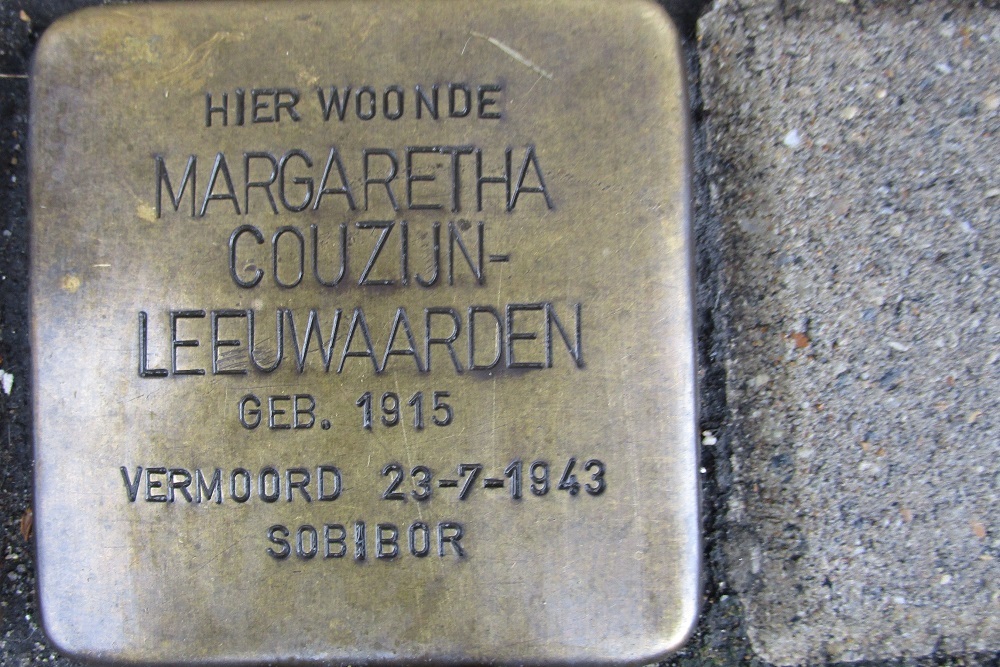 HIER WOONDE
MARGARETHA
COUZIJN-
LEEUWAARDEN
GEB. 1915
VERMOORD 23-7-1943
SOBIBOR